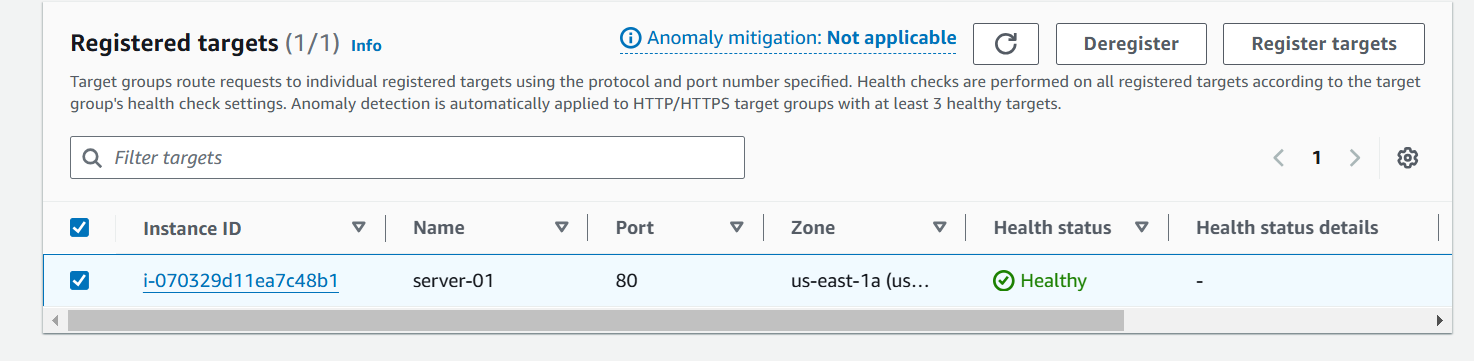 Registered targets (1/1) Info Anomaly mitigation: Not applicable Deregister Register targets
Target groups route requests to individual registered targets using the protocol and port number specified. Health checks are performed on all registered targets according to the target
group's health check settings. Anomaly detection is automatically applied to HTTP/HTTPS target groups with at least 3 healthy targets.
Filter targets 1
Instance ID Name Port Zone Health status Health status details
i-070329d11ea7c48b1 server-01 80 us-east-1a (us... Healthy -